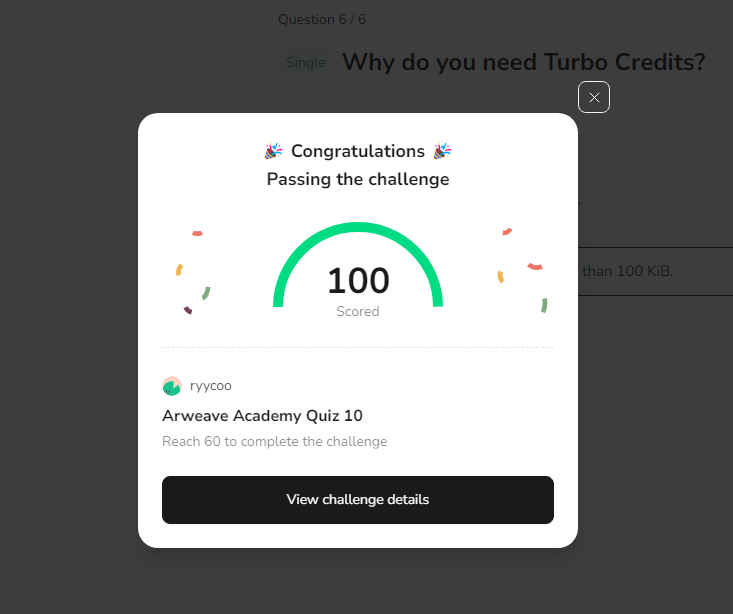 Question 6 / 6
Single Why do you need Turbo Credits?
Congratulations
Passing the challenge
than 100 KiB.
100
Scored
ryycoo
Arweave Academy Quiz 10
Reach 60 to complete the challenge
View challenge details